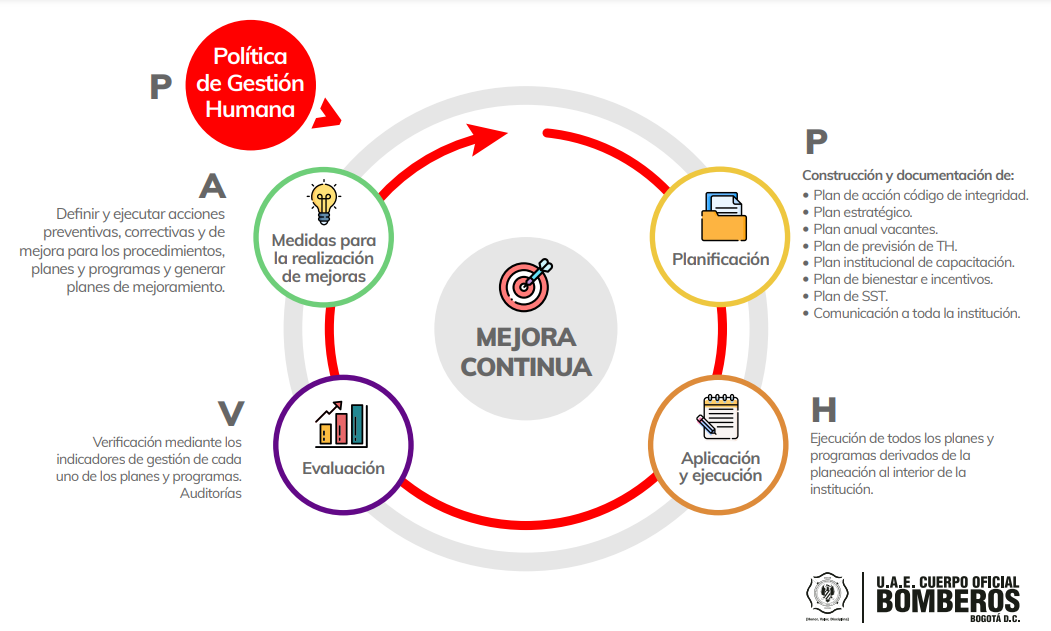 P
Política
de Gestión
Humana
A
Definir y ejecutar acciones
preventivas, correctivas y de
mejora para los procedimientos,
planes y programas y generar
planes de mejoramiento.
Medidas para
la realización
de mejoras
Planificación
P
Construcción y documentación de:
• Plan de acción código de integridad.
• Plan estratégico.
• Plan anual vacantes.
• Plan de previsión de TH.
• Plan institucional de capacitación.
• Plan de bienestar e incentivos.
• Plan de SST.
• Comunicación a toda la institución.
MEJORA
CONTINUA
V
Verificación mediante los
indicadores de gestión de cada
uno de los planes y programas.
Auditorías
Evaluación
Aplicación
y ejecución
H
Ejecución de todos los planes y
programas derivados de la
planeación al interior de la
institución.
U.A.E. CUERPO OFICIAL
BOMBEROS
BOGOTÁ D.C.